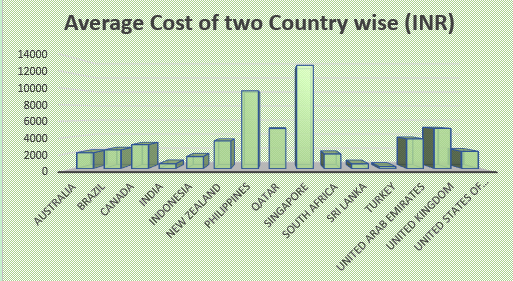 Average Cost of two Country wise (INR)
14000
12000
10000
8000
6000
4000
2000
0
AUSTRALIA
BRAZIL
CANADA
INDIA
INDONESIA
NEW ZEALAND
PHILIPPINES
QATAR
SINGAPORE
SOUTH AFRICA
SRI LANKA
TURKEY
UNITED ARAB EMIRATES
UNITED KINGDOM
UNITED STATES OF…